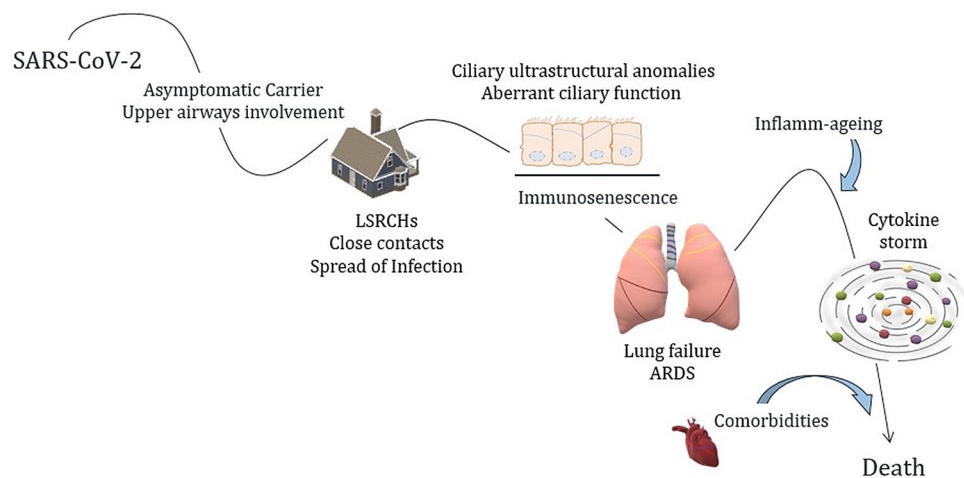 SARS-CoV-2
Asymptomatic Carrier
Upper airways involvement
LSRCHs
Close contacts
Spread of Infection
Ciliary ultrastructural anomalies
Aberrant ciliary function
Immunosenescence
Lung failure
ARDS
Inflamm-ageing
Cytokine
storm
Comorbidities
Death